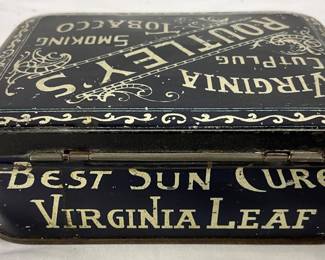 VIRGINIA
CUT PLUG
ROUTLEY'S
SMOKING
TOBACCO
BEST SUN CURE
VIRGINIA LEAF